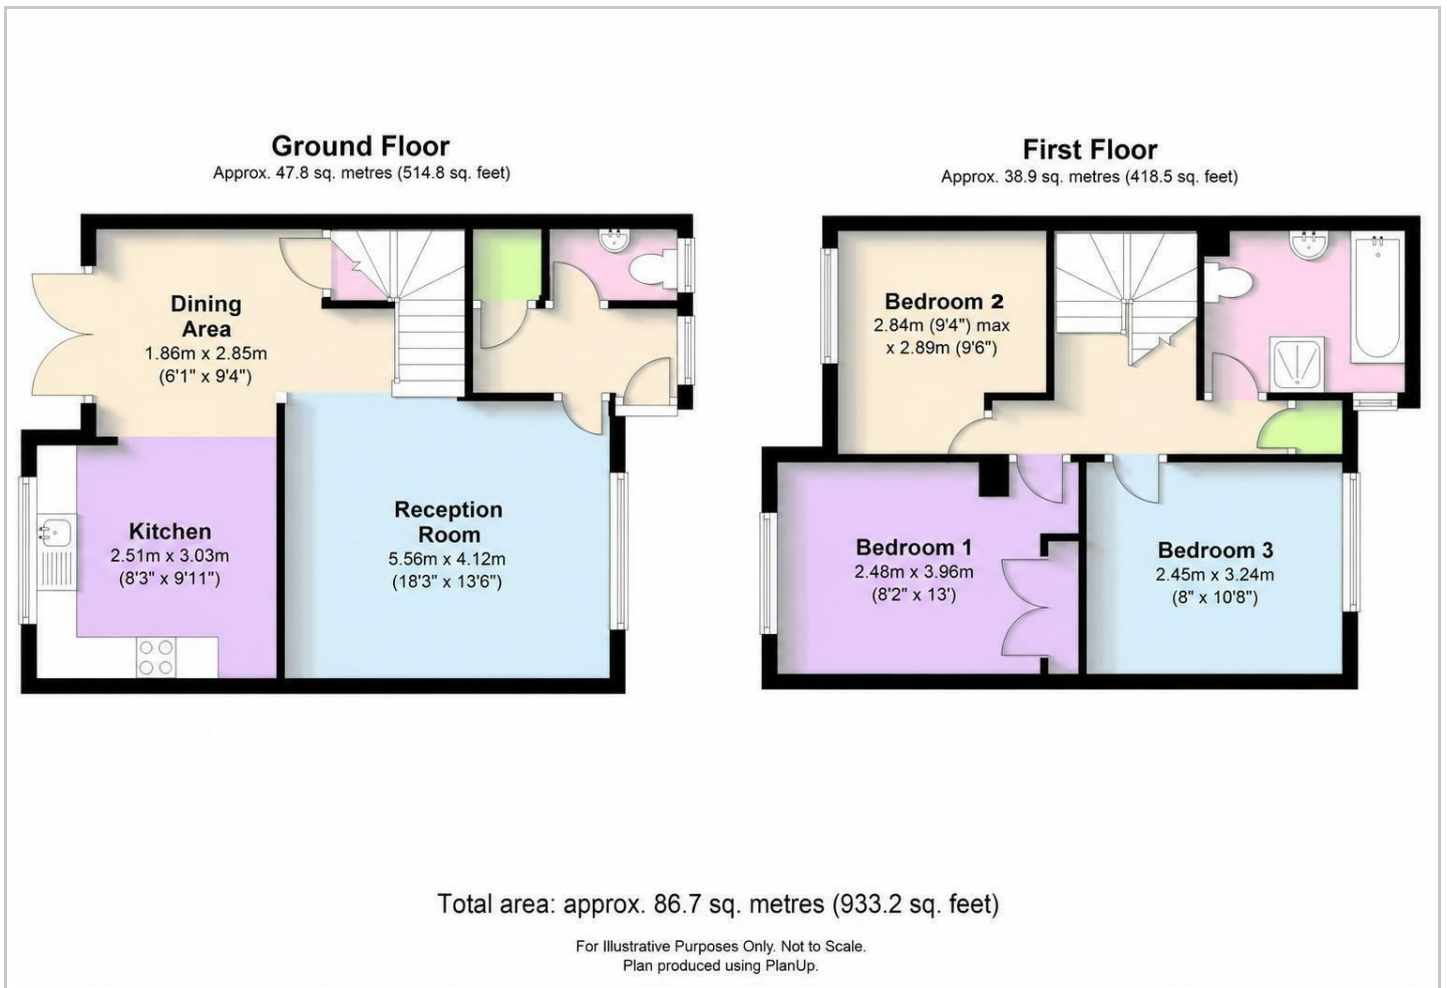 Ground Floor
Approx. 47.8 sq. metres (514.8 sq. feet)
Dining
Area
1.86m x 2.85m
(6'1" x 9'4")
Kitchen
2.51m x 3.03m
(8'3" x 9'11")
Reception
Room
5.56m x 4.12m
(18'3" x 13'6")
First Floor
Approx. 38.9 sq. metres (418.5 sq. feet)
Bedroom 2
2.84m (9'4") max
x 2.89m (9'6")
Bedroom 1
2.48m x 3.96m
(8'2" x 13')
Bedroom 3
2.45m x 3.24m
(8" x 10'8")
Total area: approx. 86.7 sq. metres (933.2 sq. feet)
For Illustrative Purposes Only. Not to Scale.
Plan produced using PlanUp.